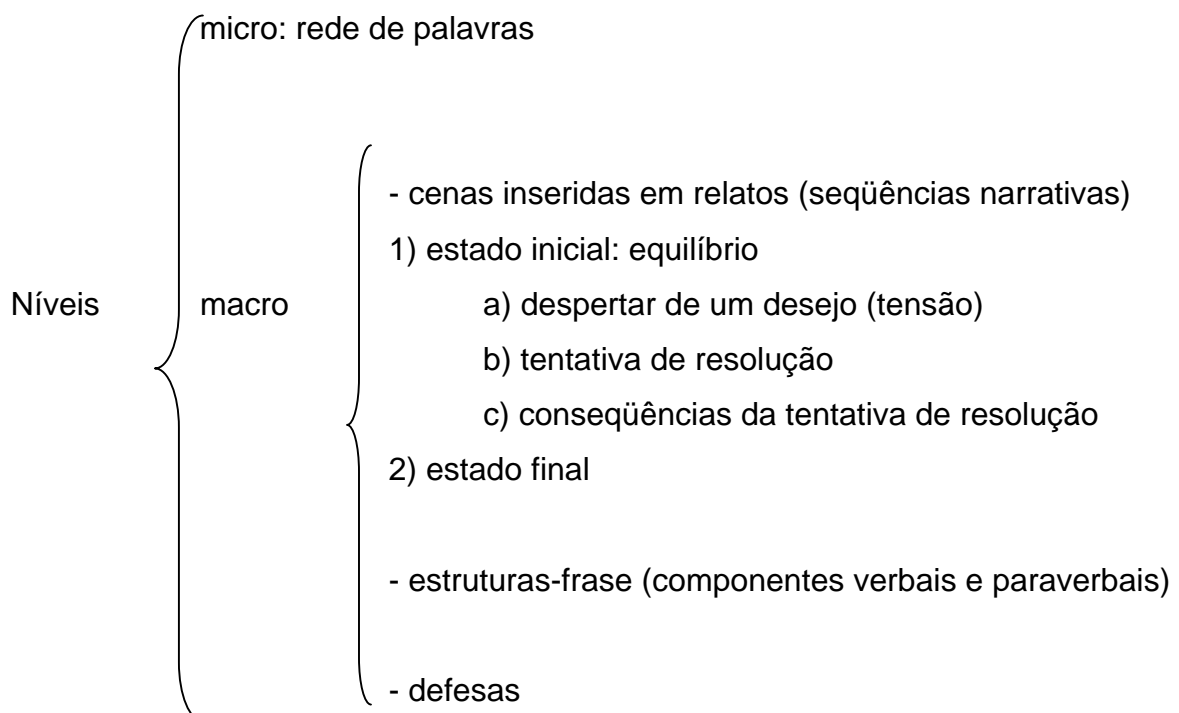 micro: rede de palavras
- cenas inseridas em relatos (seqüências narrativas)
1) estado inicial: equilíbrio
Níveis macro a) despertar de um desejo (tensão)
b) tentativa de resolução
c) conseqüências da tentativa de resolução
2) estado final
- estruturas-frase (componentes verbais e paraverbais)
- defesas